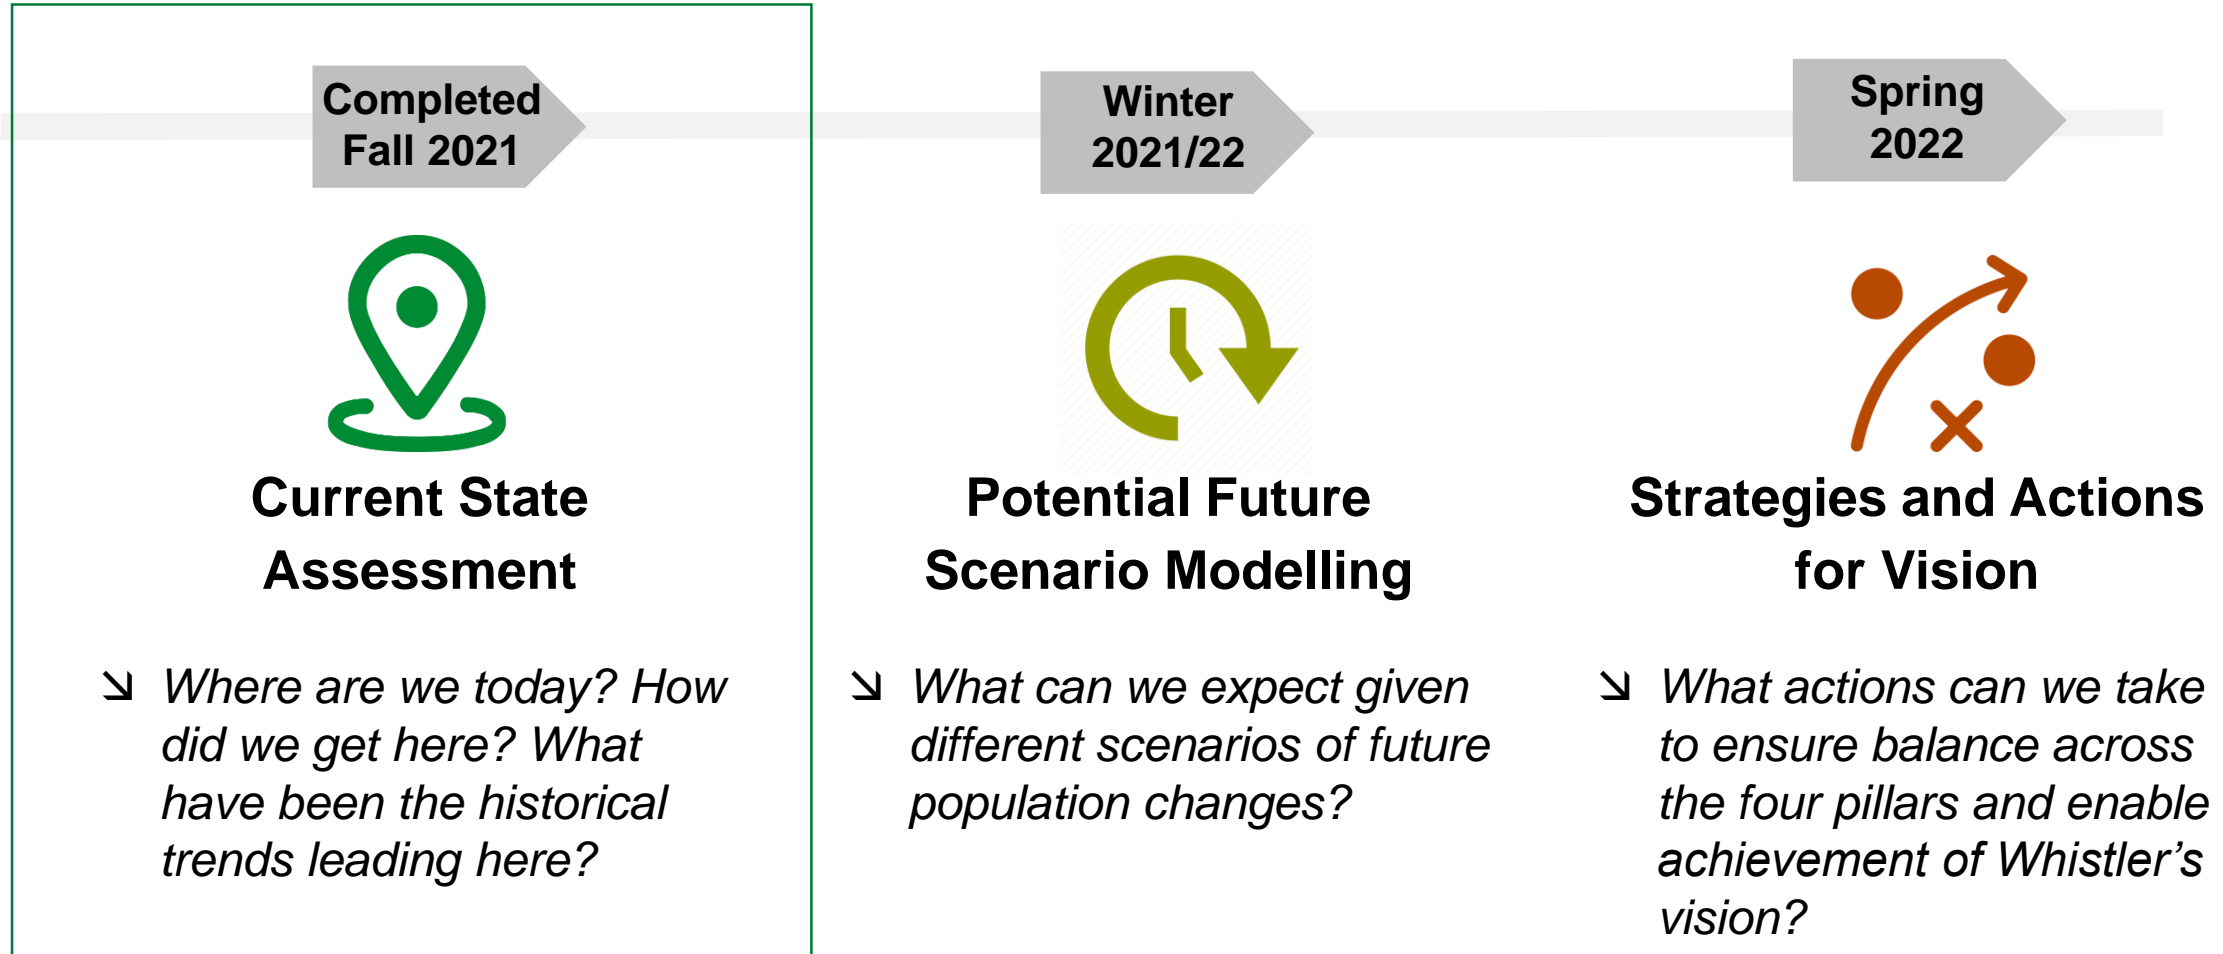 Completed
Fall 2021
Winter
2021/22
Spring
2022
Current State
Assessment
Potential Future
Scenario Modelling
Strategies and Actions
for Vision
Where are we today? How
did we get here? What
have been the historical
trends leading here?
What can we expect given
different scenarios of future
population changes?
What actions can we take
to ensure balance across
the four pillars and enable
achievement of Whistler’s
vision?